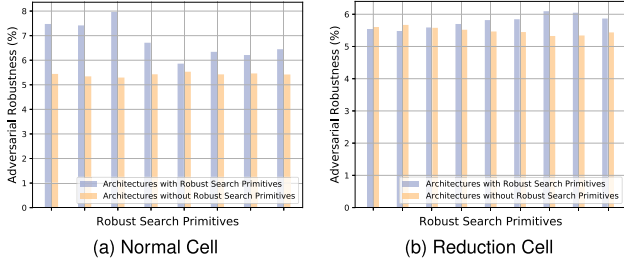 Adversarial Robustness (%)
8
7
6
5
4
3
2
1
0
Architectures with Robust Search Primitives
Architectures without Robust Search Primitives
Robust Search Primitives
(a) Normal Cell
Adversarial Robustness (%)
6
5
4
3
2
1
0
Architectures with Robust Search Primitives
Architectures without Robust Search Primitives
Robust Search Primitives
(b) Reduction Cell